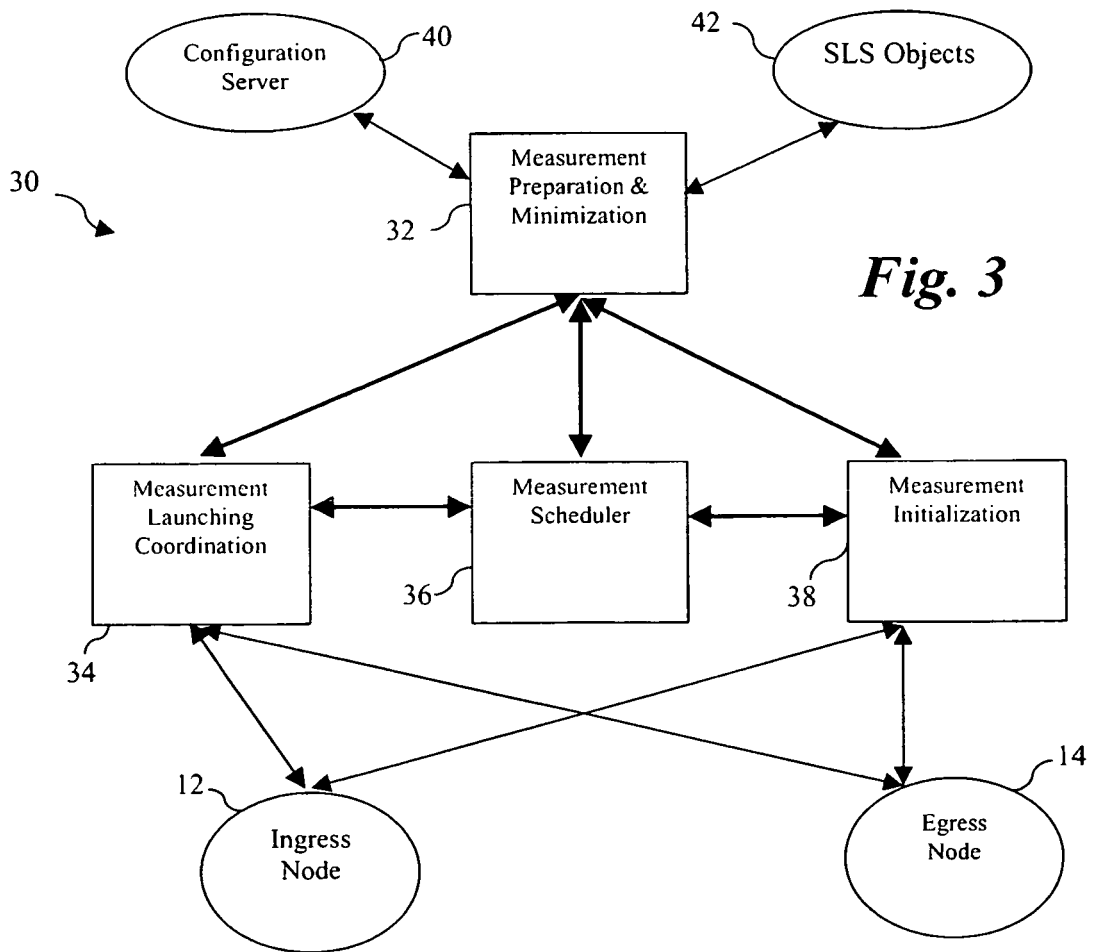 Configuration
Server
40
42
SLS Objects
30
Measurement
Preparation &
Minimization
32
Fig. 3
Measurement
Launching
Coordination
34
Measurement
Scheduler
36
Measurement
Initialization
38
12
Ingress
Node
14
Egress
Node